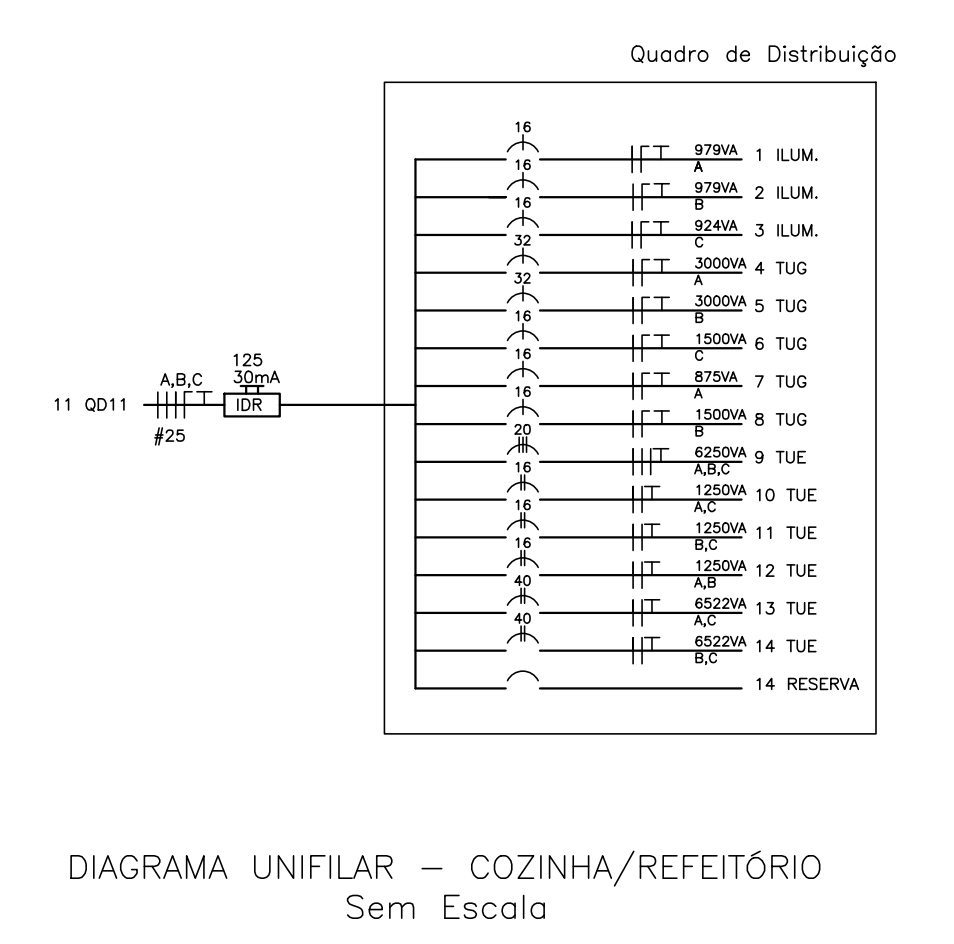 Quadro de Distribuição
16
979VA 1 ILUM.
A
16
979VA 2 ILUM.
B
16
924VA 3 ILUM.
C
32
3000VA 4 TUG
A
32
3000VA 5 TUG
B
16
1500VA 6 TUG
C
16
875VA 7 TUG
A
16
1500VA 8 TUG
B
20
6250VA 9 TUE
A,B,C
16
1250VA 10 TUE
A,C
16
1250VA 11 TUE
B,C
16
1250VA 12 TUE
A,B
40
6522VA 13 TUE
A,C
40
6522VA 14 TUE
B,C
14 RESERVA
125
30mA
A,B,C
11 QD11
IDR
#25
DIAGRAMA UNIFILAR – COZINHA/REFEITÓRIO
Sem Escala